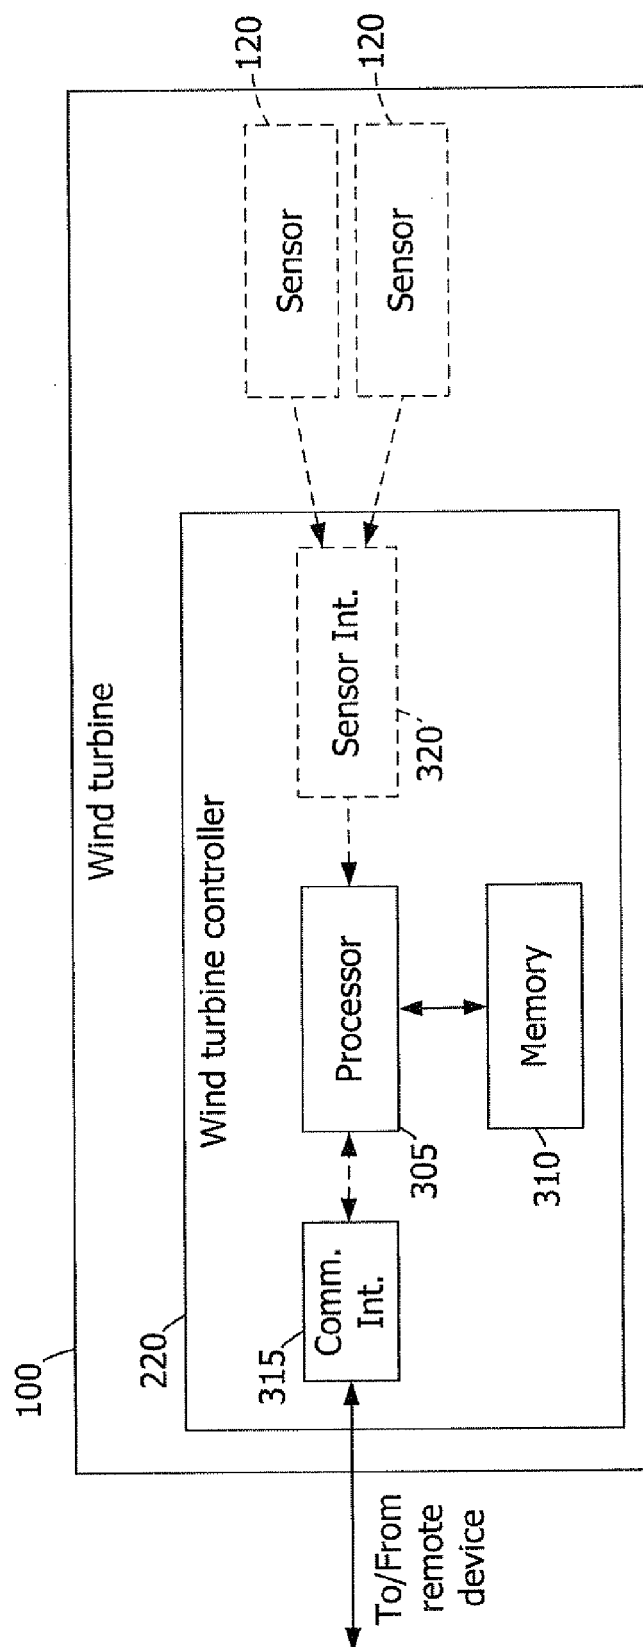 100
Wind turbine
220
Wind turbine controller
315
Comm.
Int.
Processor
305
Memory
310
Sensor Int.
320
Sensor
120
Sensor
120
To/From
remote
device